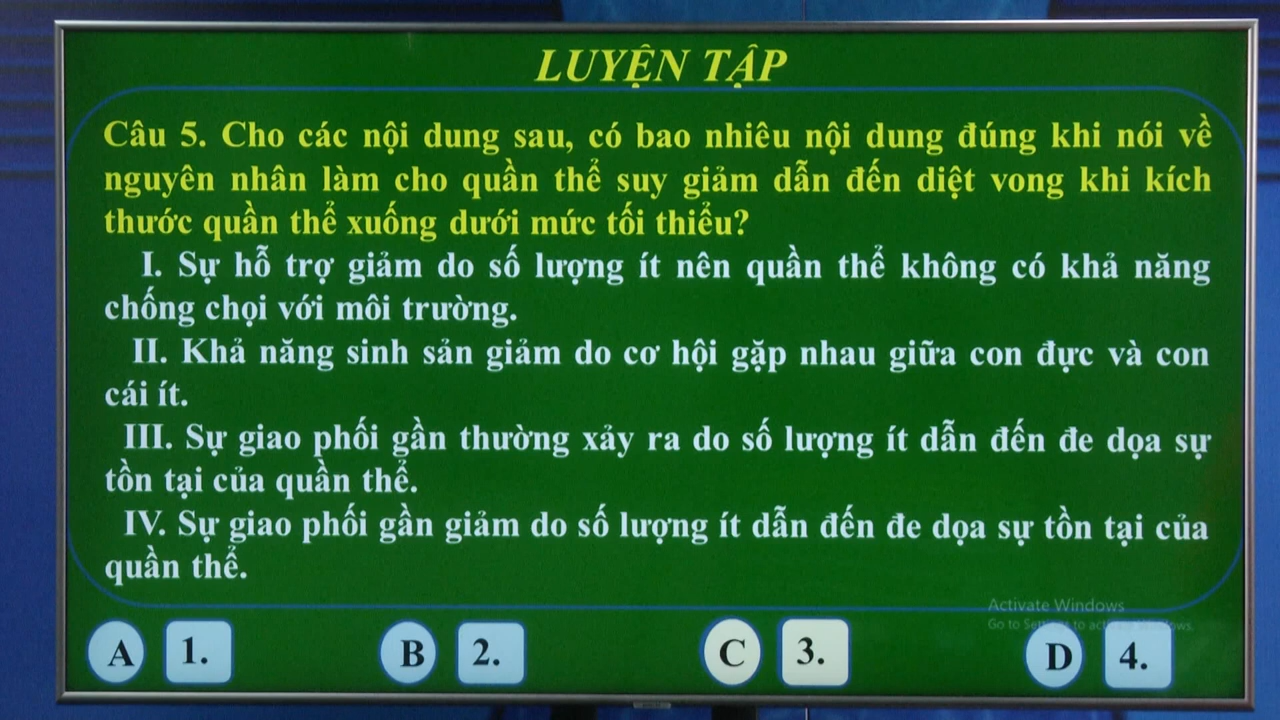 LUYỆN TẬP
Câu 5. Cho các nội dung sau, có bao nhiêu nội dung đúng khi nói về
nguyên nhân làm cho quần thể suy giảm dẫn đến diệt vong khi kích
thước quần thể xuống dưới mức tối thiểu?
I. Sự hỗ trợ giảm do số lượng ít nên quần thể không có khả năng
chống chọi với môi trường.
II. Khả năng sinh sản giảm do cơ hội gặp nhau giữa con đực và con
cái ít.
III. Sự giao phối gần thường xảy ra do số lượng ít dẫn đến đe dọa sự
tồn tại của quần thể.
IV. Sự giao phối gần giảm do số lượng ít dẫn đến đe dọa sự tồn tại của
quần thể.
Activate Windows
Go to Settings to activate Windows.
A 1. B 2. C 3. D 4.